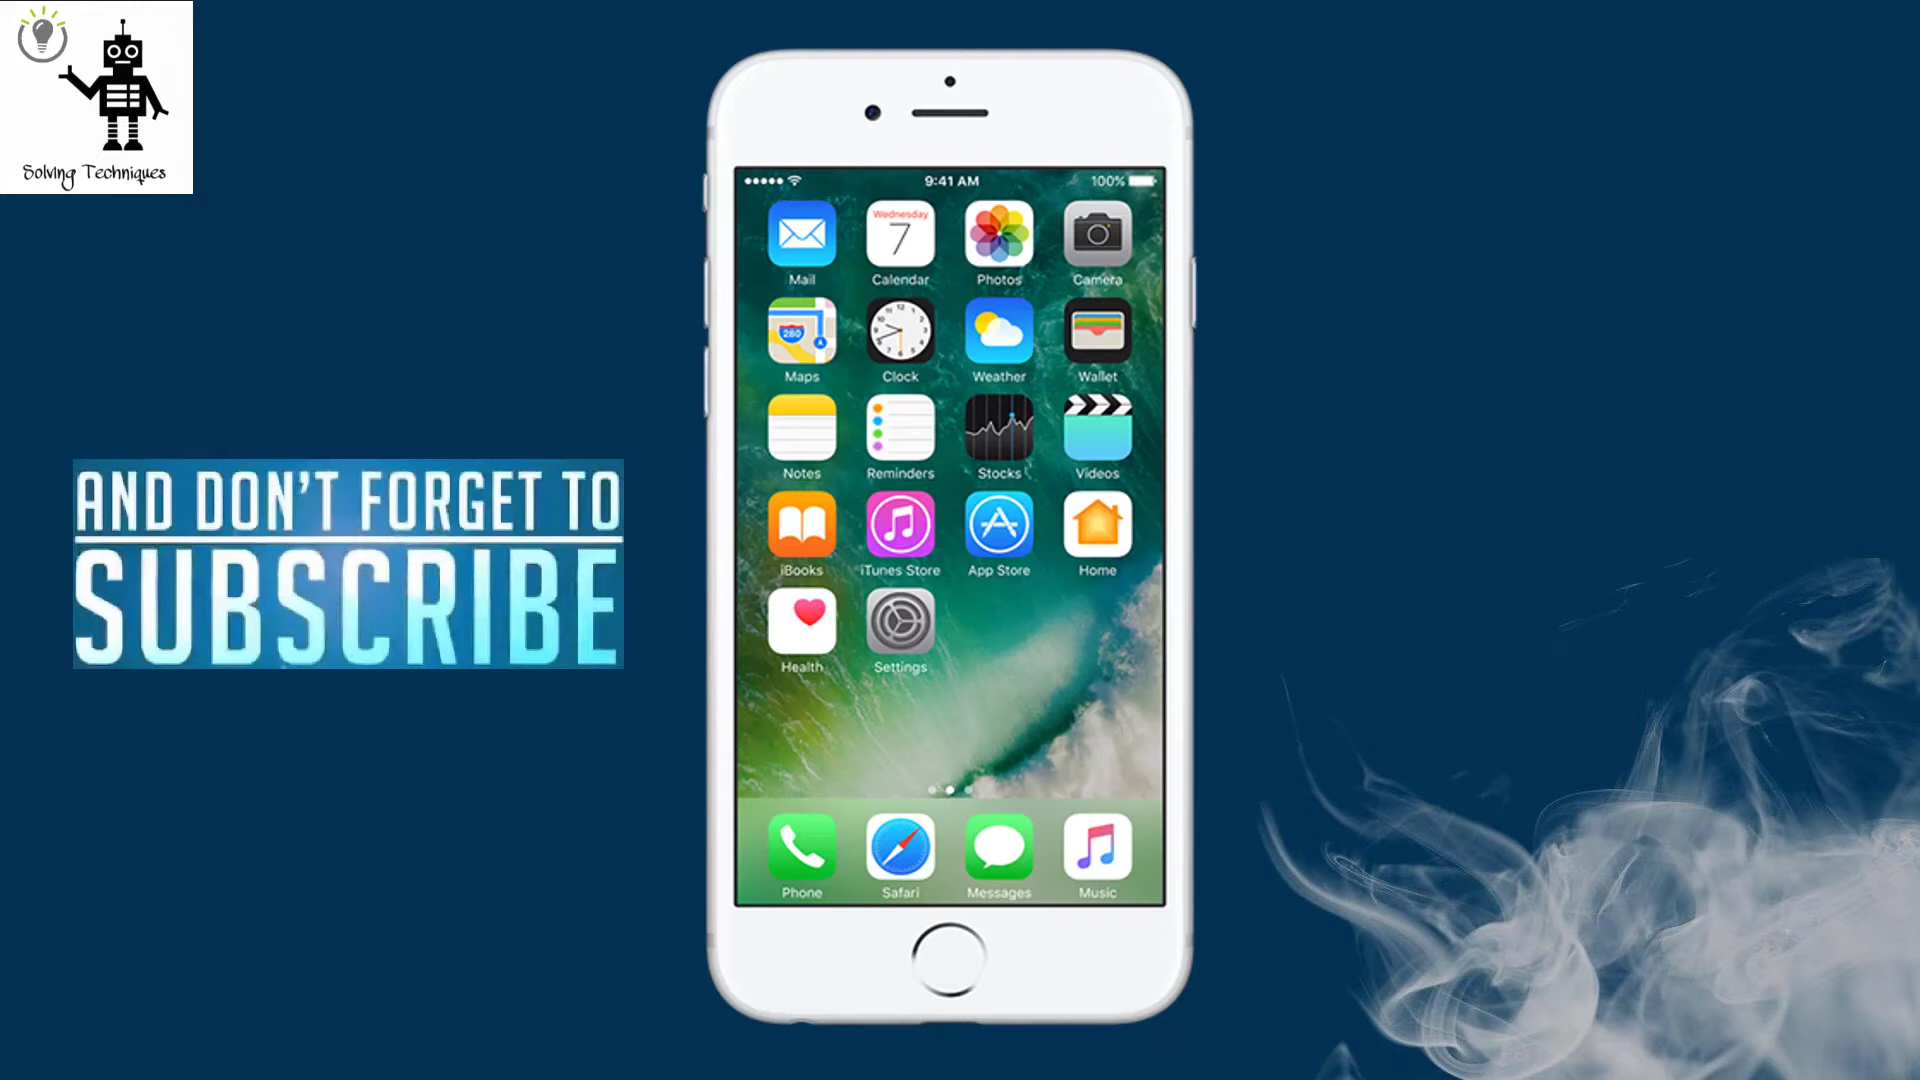 Solving Techniques
AND DON'T FORGET TO
SUBSCRIBE
9:41 AM
100%
Wednesday
7
Mail
Calendar
Photos
Camera
280
12
Maps
Clock
Weather
Wallet
Notes
Reminders
Stocks
Videos
iBooks
iTunes Store
App Store
Home
Health
Settings
Phone
Safari
Messages
Music